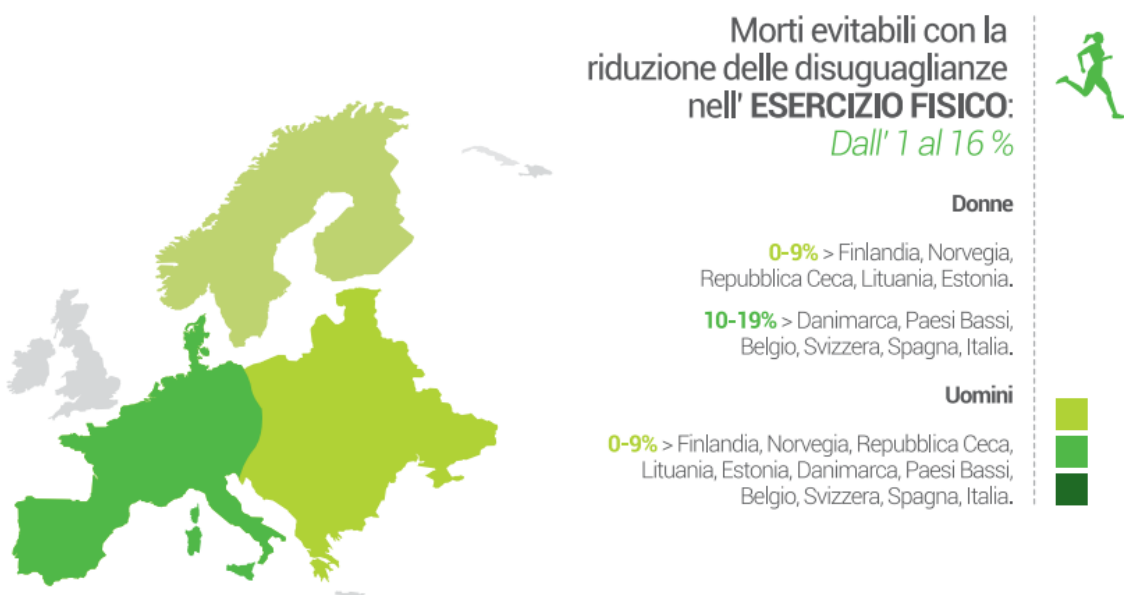 Morti evitabili con la
riduzione delle disuguaglianze
nell' ESERCIZIO FISICO:
Dall' 1 al 16 %
Donne
0-9% > Finlandia, Norvegia,
Repubblica Ceca, Lituania, Estonia.
10-19% > Danimarca, Paesi Bassi,
Belgio, Svizzera, Spagna, Italia.
Uomini
0-9% > Finlandia, Norvegia, Repubblica Ceca,
Lituania, Estonia, Danimarca, Paesi Bassi,
Belgio, Svizzera, Spagna, Italia.